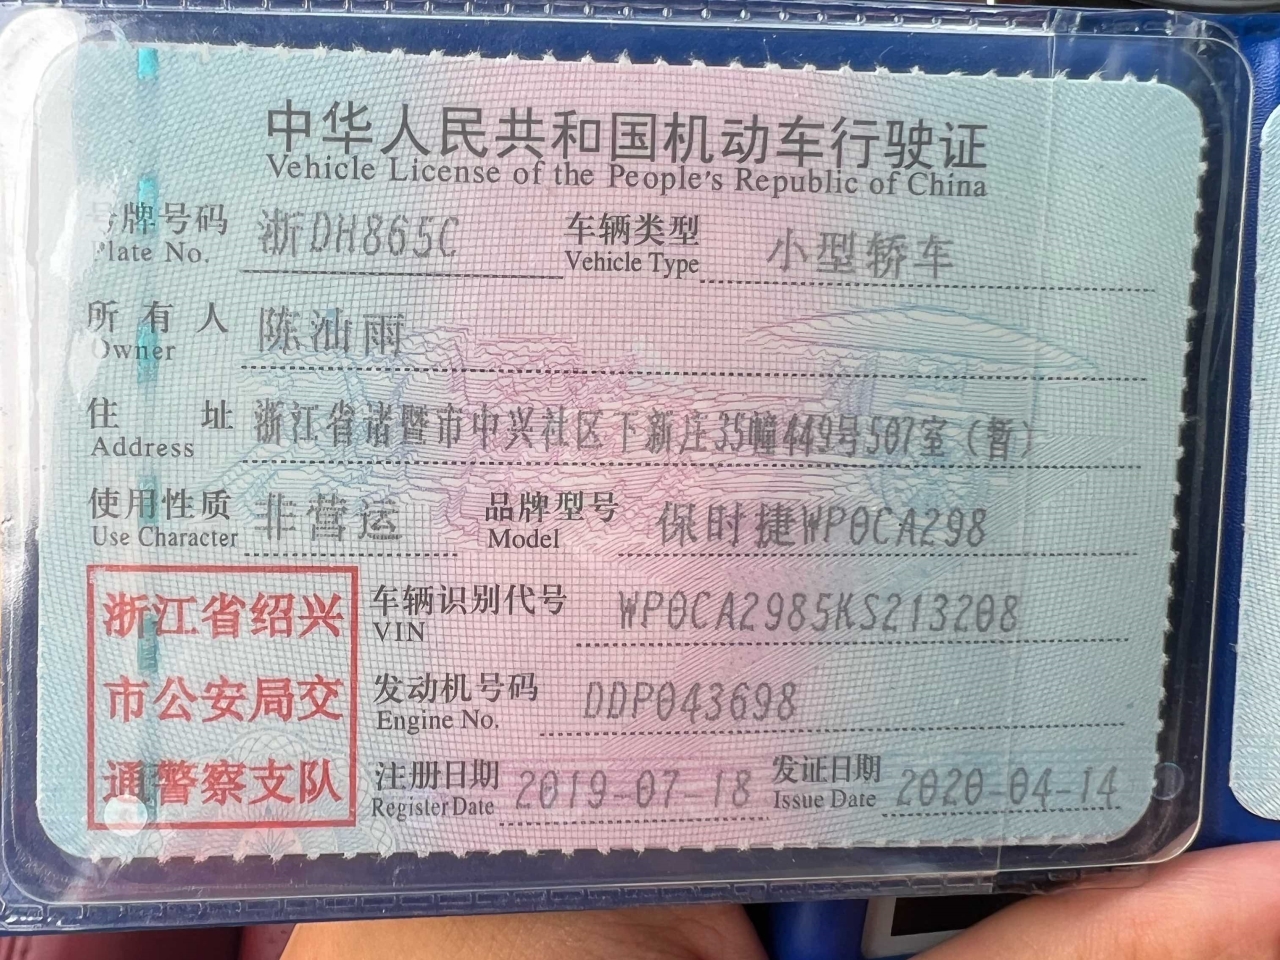 中华人民共和国机动车行驶证
Vehicle License of the People's Republic of China
号牌号码 浙DH865C 车辆类型 小型轿车
Plate No. Vehicle Type
所有人 陈汕雨
Owner
住址 浙江省诸暨市中兴社区下新庄35幢449号507室（暂）
Address
使用性质 非营运 品牌型号 保时捷WP0CA298
Use Character Model
浙江省绍兴
市公安局交
通警察支队
车辆识别代号 WP0CA2985KS213208
VIN
发动机号码 DDP043698
Engine No.
注册日期 2019-07-18 发证日期 2020-04-14
Register Date Issue Date